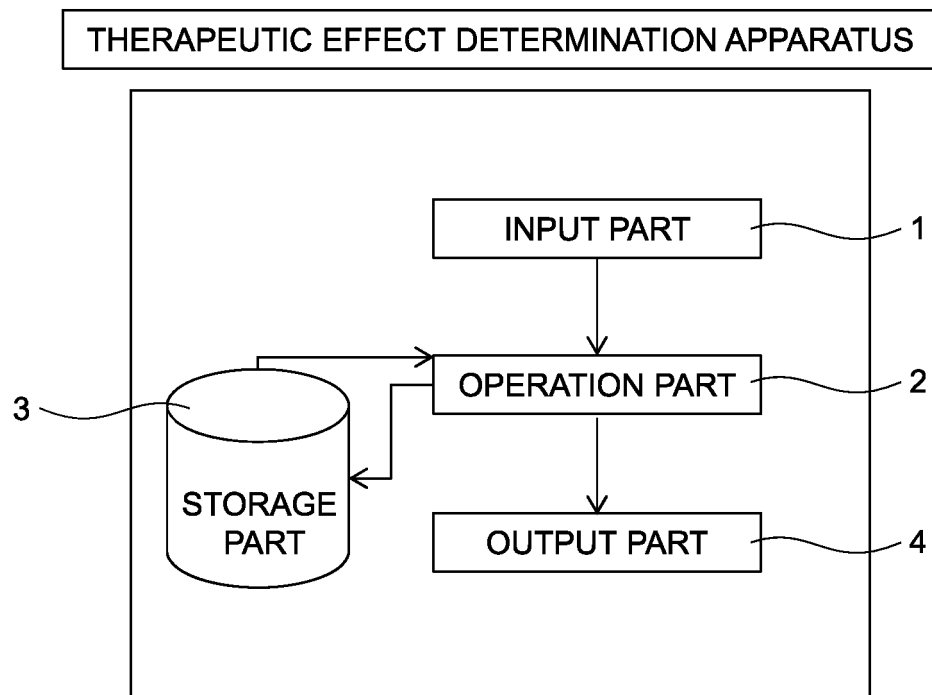 THERAPEUTIC EFFECT DETERMINATION APPARATUS
INPUT PART
1
OPERATION PART
2
3
STORAGE
PART
OUTPUT PART
4